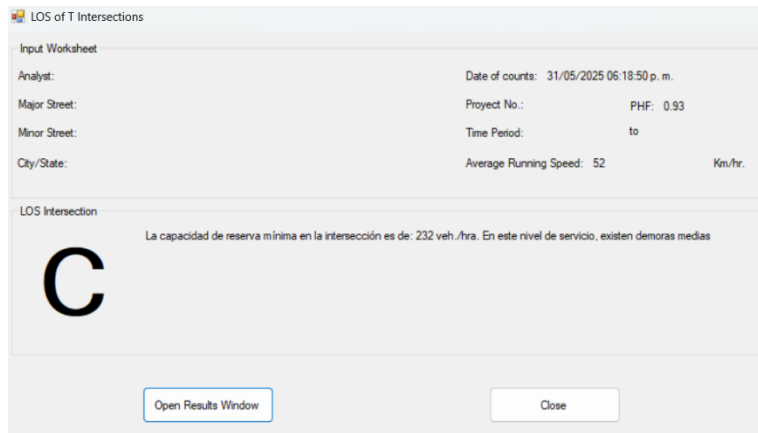 LOS of T Intersections
Input Worksheet
Analyst:
Date of counts: 31/05/2025 06:18:50 p. m.
Major Street:
Proyect No.: PHF: 0.93
Minor Street:
Time Period: to
City/State:
Average Running Speed: 52 Km/hr.
LOS Intersection
C
La capacidad de reserva mínima en la intersección es de: 232 veh./hra. En este nivel de servicio, existen demoras medias
Open Results Window
Close